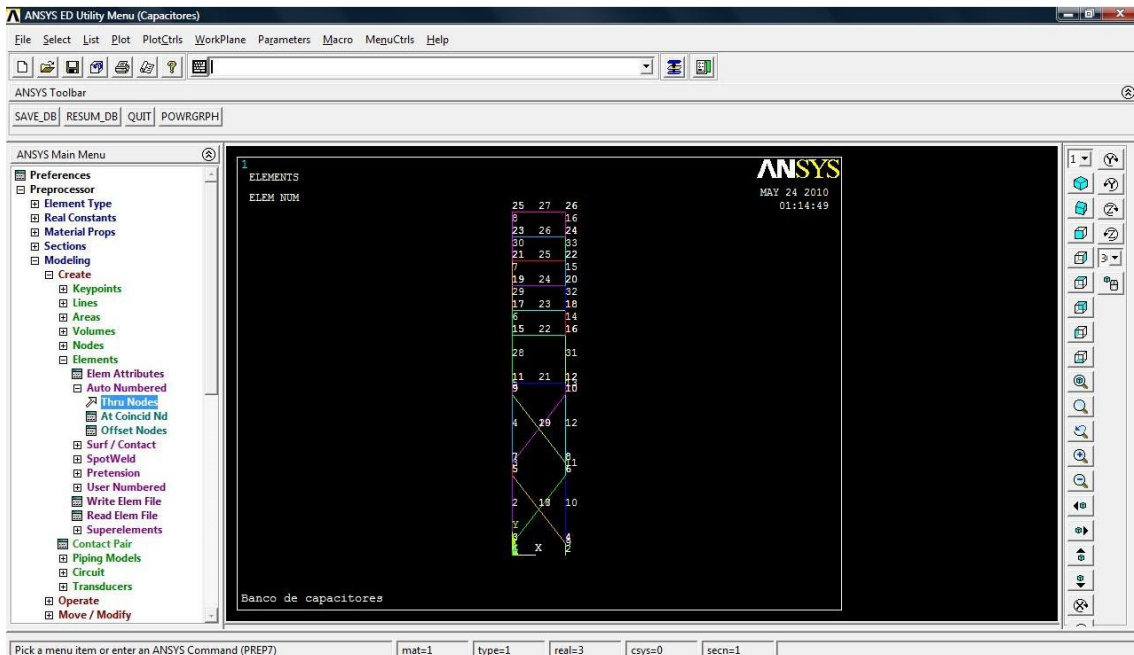 ANSYS ED Utility Menu (Capacitores)
File Select List Plot PlotCtrls WorkPlane Parameters Macro MenuCtrls Help
ANSYS Toolbar
SAVE_DB RESUM_DB QUIT POWRGRPH
ANSYS Main Menu
Preferences
Preprocessor
Element Type
Real Constants
Material Props
Sections
Modeling
Create
Keypoints
Lines
Areas
Volumes
Nodes
Elements
Elem Attributes
Auto Numbered
Thru Nodes
At Coincid Nd
Offset Nodes
Surf / Contact
SpotWeld
Pretension
User Numbered
Write Elem File
Read Elem File
Superelements
Contact Pair
Piping Models
Circuit
Transducers
Operate
Move / Modify
1
ELEMENTS
ELEM NUM
ANSYS
MAY 24 2010
01:14:49
25 27 26
8 16
23 26 24
30 33
21 25 22
7 15
19 24 20
29 32
17 23 18
6 14
15 22 16
28 31
11 21 12
9 10
4 12
7 8
5 6 11
2 10
Y
3 4
X 2
Banco de capacitores
1
Pick a menu item or enter an ANSYS Command (PREP7) mat=1 type=1 real=3 csys=0 secn=1